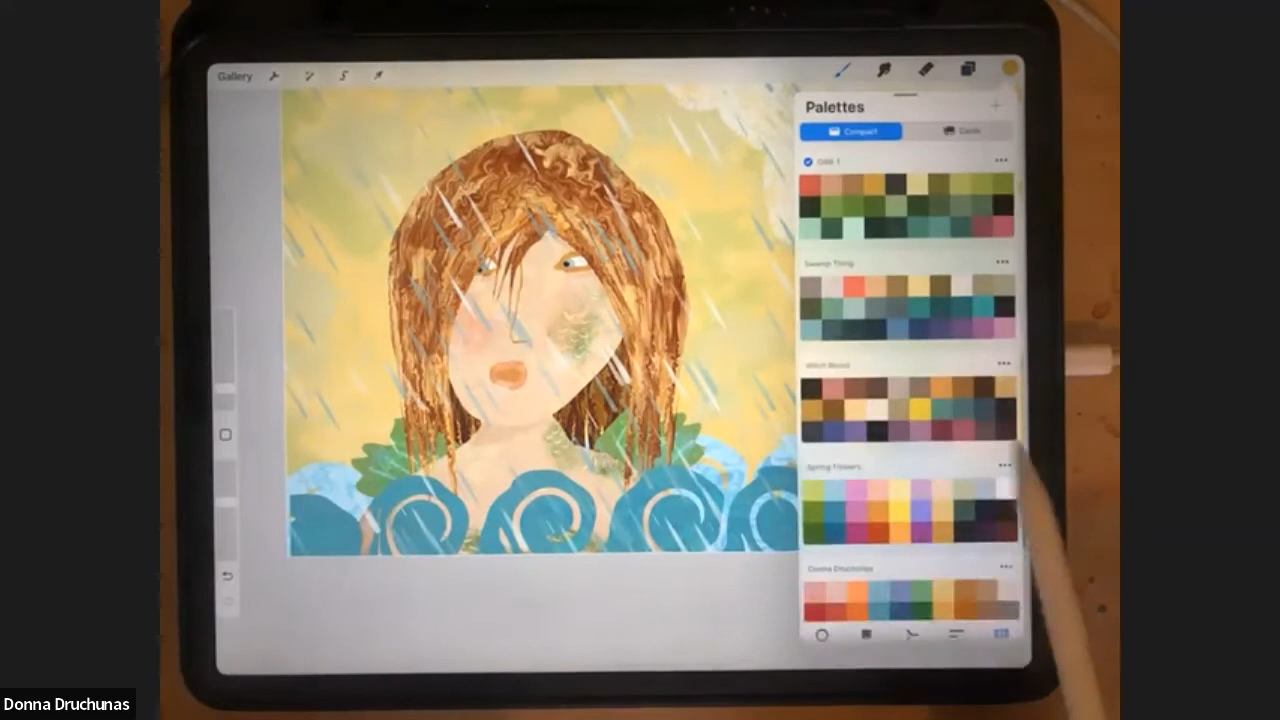 Gallery
Palettes
Compact
Cards
Swamp Thing
Witch Wood
Spring Flowers
Donna Druchunas
Donna Druchunas